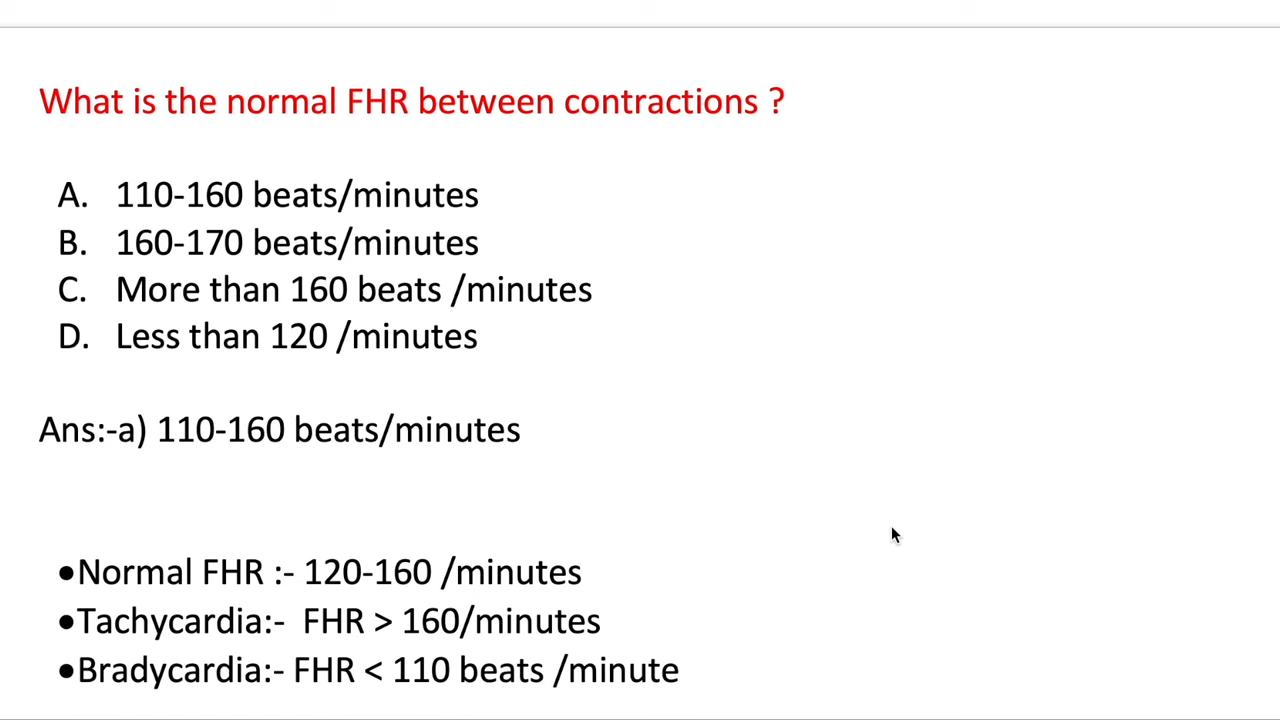 What is the normal FHR between contractions ?
A. 110-160 beats/minutes
B. 160-170 beats/minutes
C. More than 160 beats /minutes
D. Less than 120 /minutes
Ans:-a) 110-160 beats/minutes
•Normal FHR :- 120-160 /minutes
•Tachycardia:- FHR > 160/minutes
•Bradycardia:- FHR < 110 beats /minute